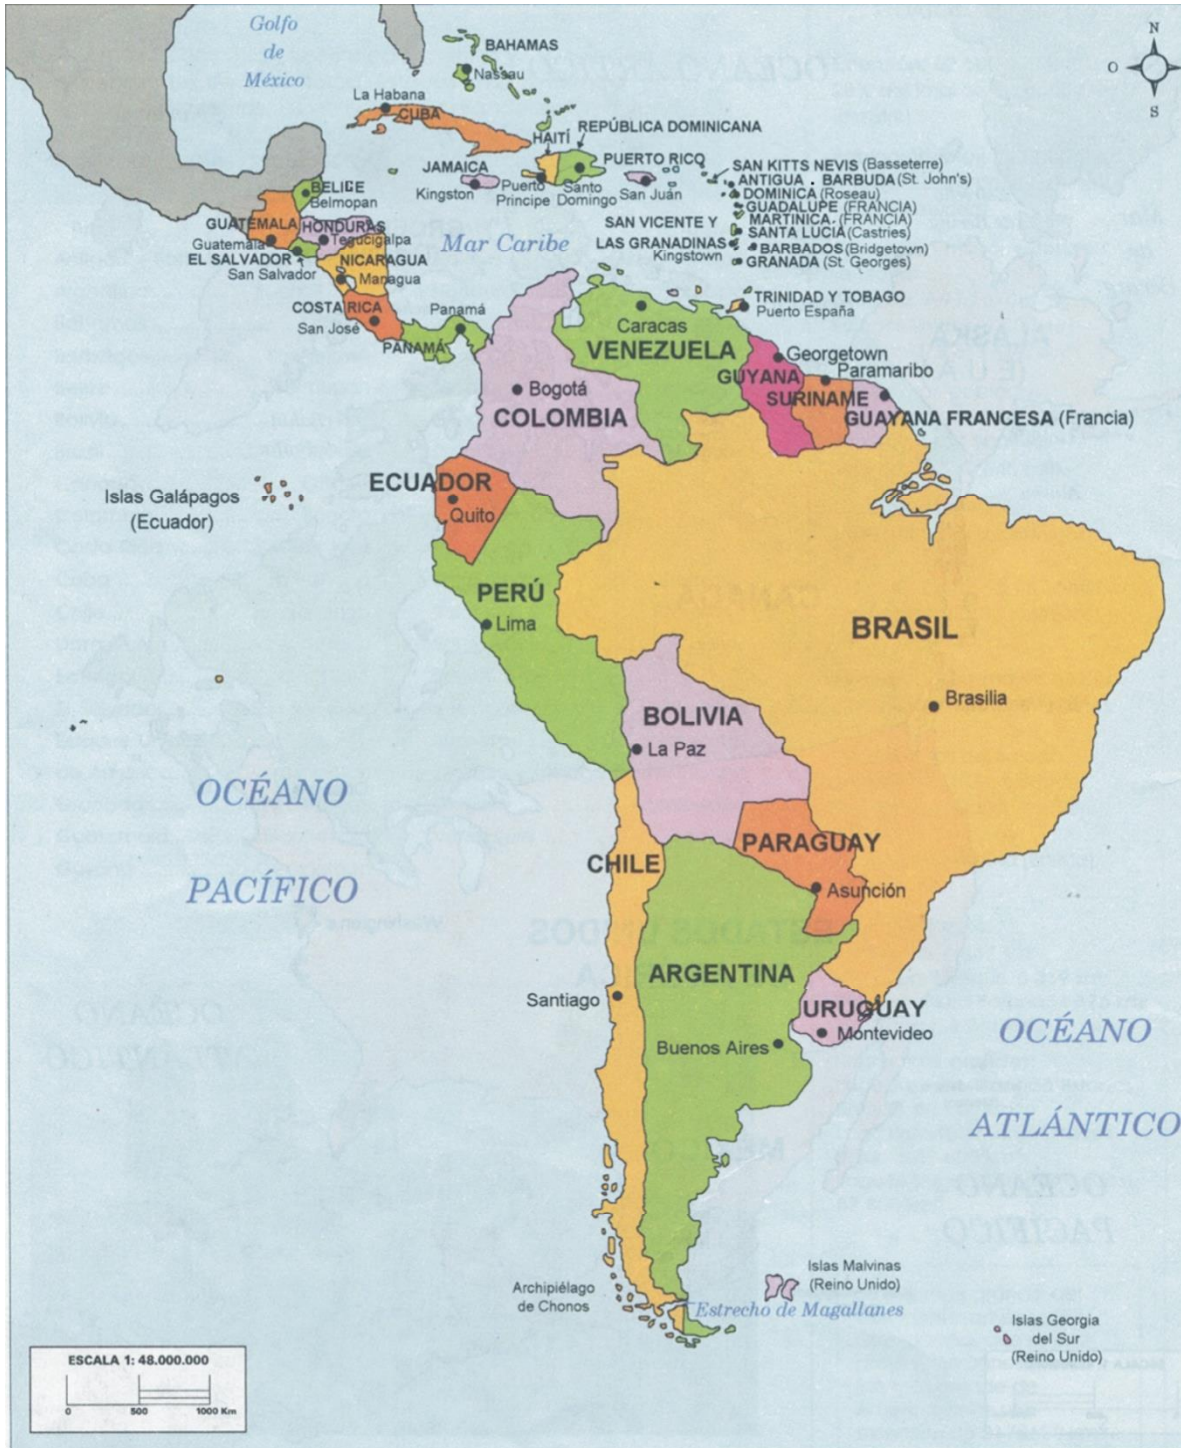 Golfo
de
México
BAHAMAS
Nassau
N
O
S
La Habana
CUBA
HAITÍ
REPÚBLICA DOMINICANA
JAMAICA
Kingston
Puerto
Principe
Santo
Domingo
PUERTO RICO
San Juán
SAN KITTS NEVIS (Basseterre)
ANTIGUA . BARBUDA (St. John's)
DOMINICA (Roseau)
GUADALUPE (FRANCIA)
MARTINICA. (FRANCIA)
SANTA LUCIA (Castries)
SAN VICENTE Y
LAS GRANADINAS
Kingstown
BARBADOS (Bridgetown)
GRANADA (St. Georges)
BELICE
Belmopan
GUATEMALA
Guatemala
HONDURAS
Tegucigalpa
EL SALVADOR
San Salvador
NICARAGUA
Managua
Mar Caribe
COSTA RICA
San José
Panamá
PANAMÁ
TRINIDAD Y TOBAGO
Puerto España
Caracas
VENEZUELA
Georgetown
GUYANA
Paramaribo
SURINAME
GUAYANA FRANCESA (Francia)
Bogotá
COLOMBIA
ECUADOR
Quito
Islas Galápagos
(Ecuador)
PERÚ
Lima
BRASIL
Brasilia
BOLIVIA
La Paz
OCÉANO
PACÍFICO
PARAGUAY
Asunción
CHILE
Santiago
ARGENTINA
Buenos Aires
URUGUAY
Montevideo
OCÉANO
ATLÁNTICO
Archipiélago
de Chonos
Islas Malvinas
(Reino Unido)
Estrecho de Magallanes
Islas Georgia
del Sur
(Reino Unido)
ESCALA 1: 48.000.000
0 500 1000 Km